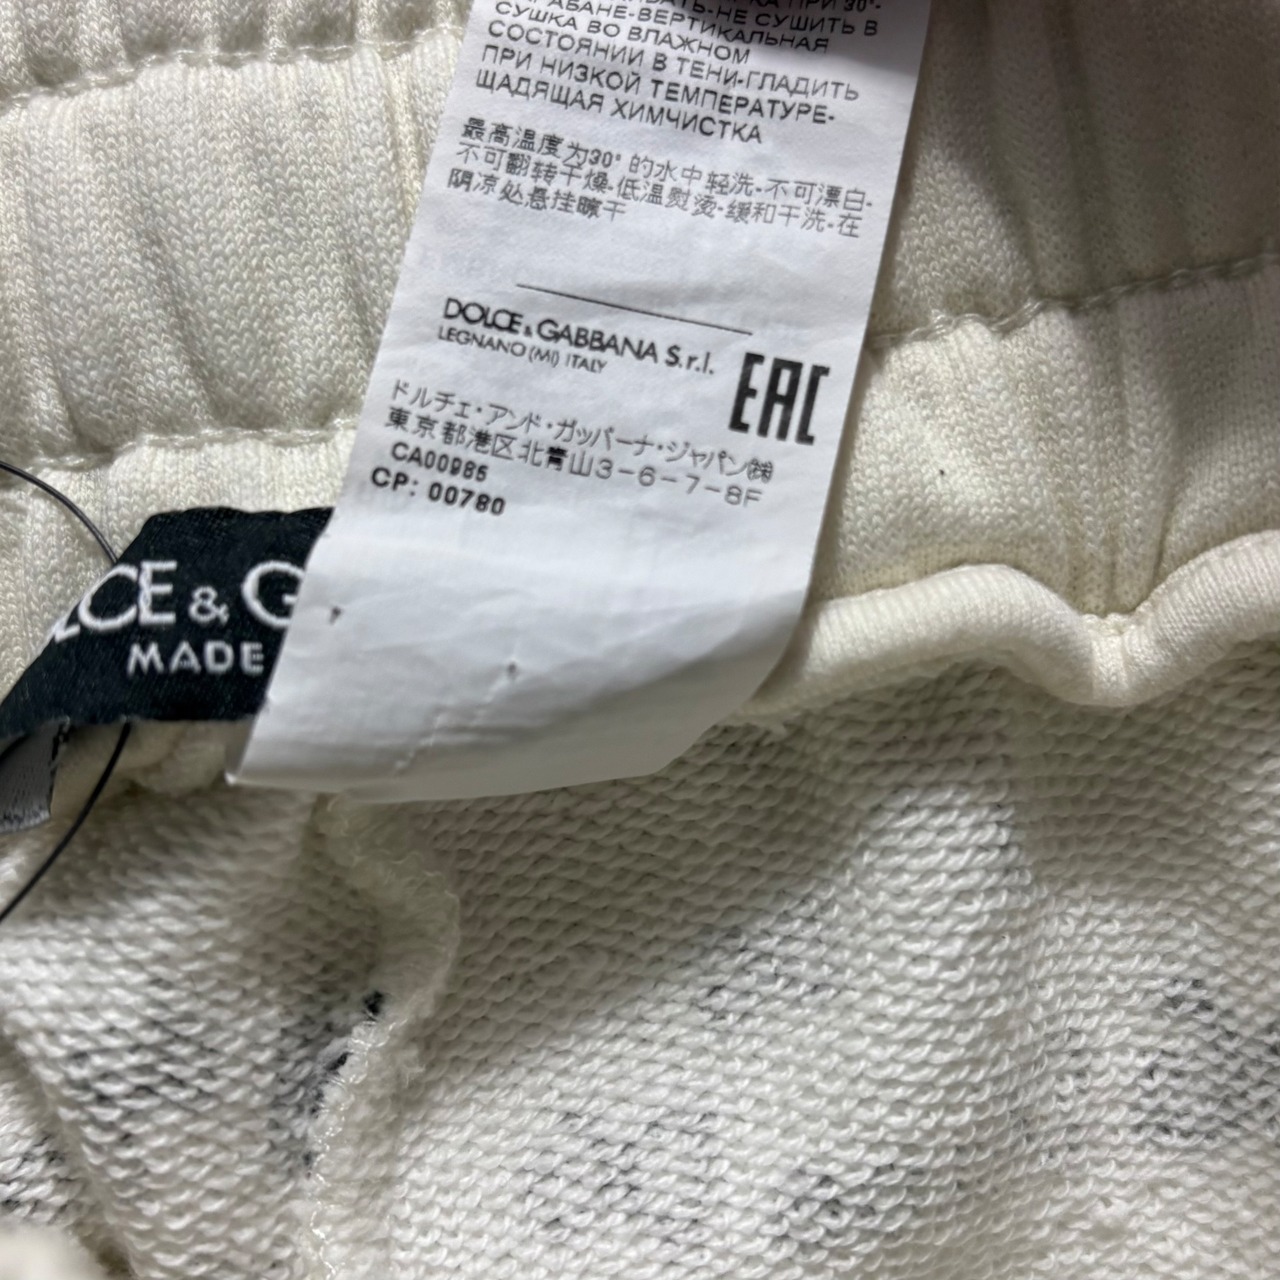 СУШКА ВО ВЛАЖНОМ
СОСТОЯНИИ В ТЕНИ-ГЛАДИТЬ
ПРИ НИЗКОЙ ТЕМПЕРАТУРЕ-
ЩАДЯЩАЯ ХИМЧИСТКА
最高温度为30°的水中轻洗-不可漂白-
不可翻转干燥-低温熨烫-缓和干洗-在
阴凉处悬挂晾干
DOLCE & GABBANA S.r.l.
LEGNANO (MI) ITALY
EAC
ドルチェ・アンド・ガッバーナ・ジャパン㈱
東京都港区北青山3-6-7-8F
CA00985
CP: 00780
LCE & G
MADE